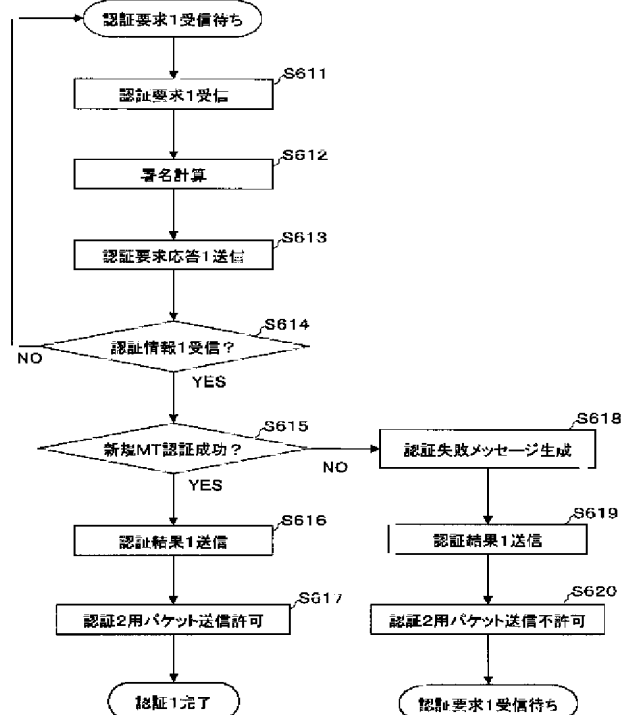 認証要求1受信待ち
S611
認証要求1受信
S612
署名計算
S613
認証要求応答1送信
S614
認証情報1受信？
NO
YES
S615
新規MT認証成功？
NO
YES
S618
認証失敗メッセージ生成
S616
認証結果1送信
S619
認証結果1送信
S617
認証2用パケット送信許可
S620
認証2用パケット送信不許可
認証1完了
認証要求1受信待ち